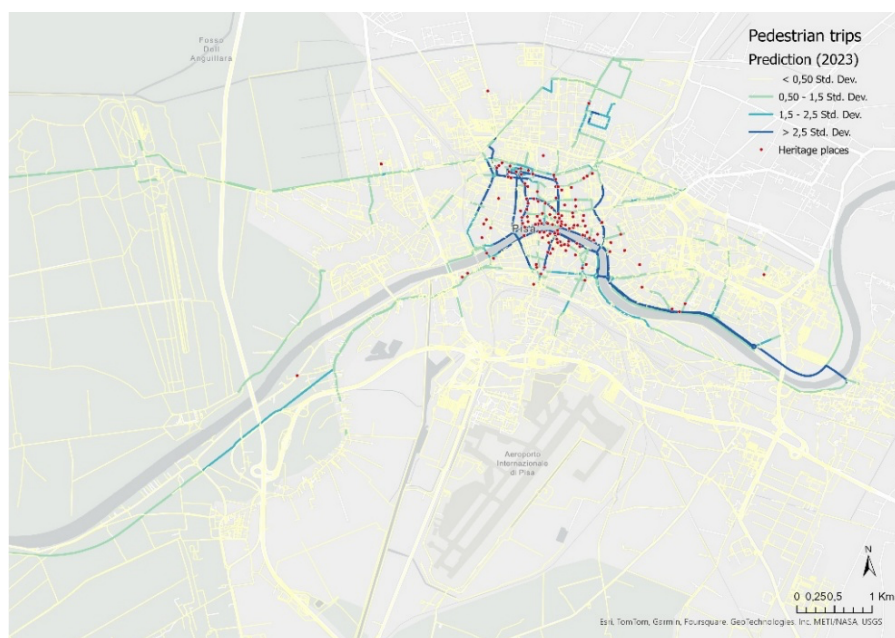 Fosso
Dell
Anguillara
Pedestrian trips
Prediction (2023)
< 0,50 Std. Dev.
0,50 - 1,5 Std. Dev.
1,5 - 2,5 Std. Dev.
> 2,5 Std. Dev.
Heritage places
Pisa
Aeroporto
Internazionale
di Pisa
N
0 0,250,5 1 Km
Esri, TomTom, Garmin, Foursquare, GeoTechnologies, Inc, METI/NASA, USGS